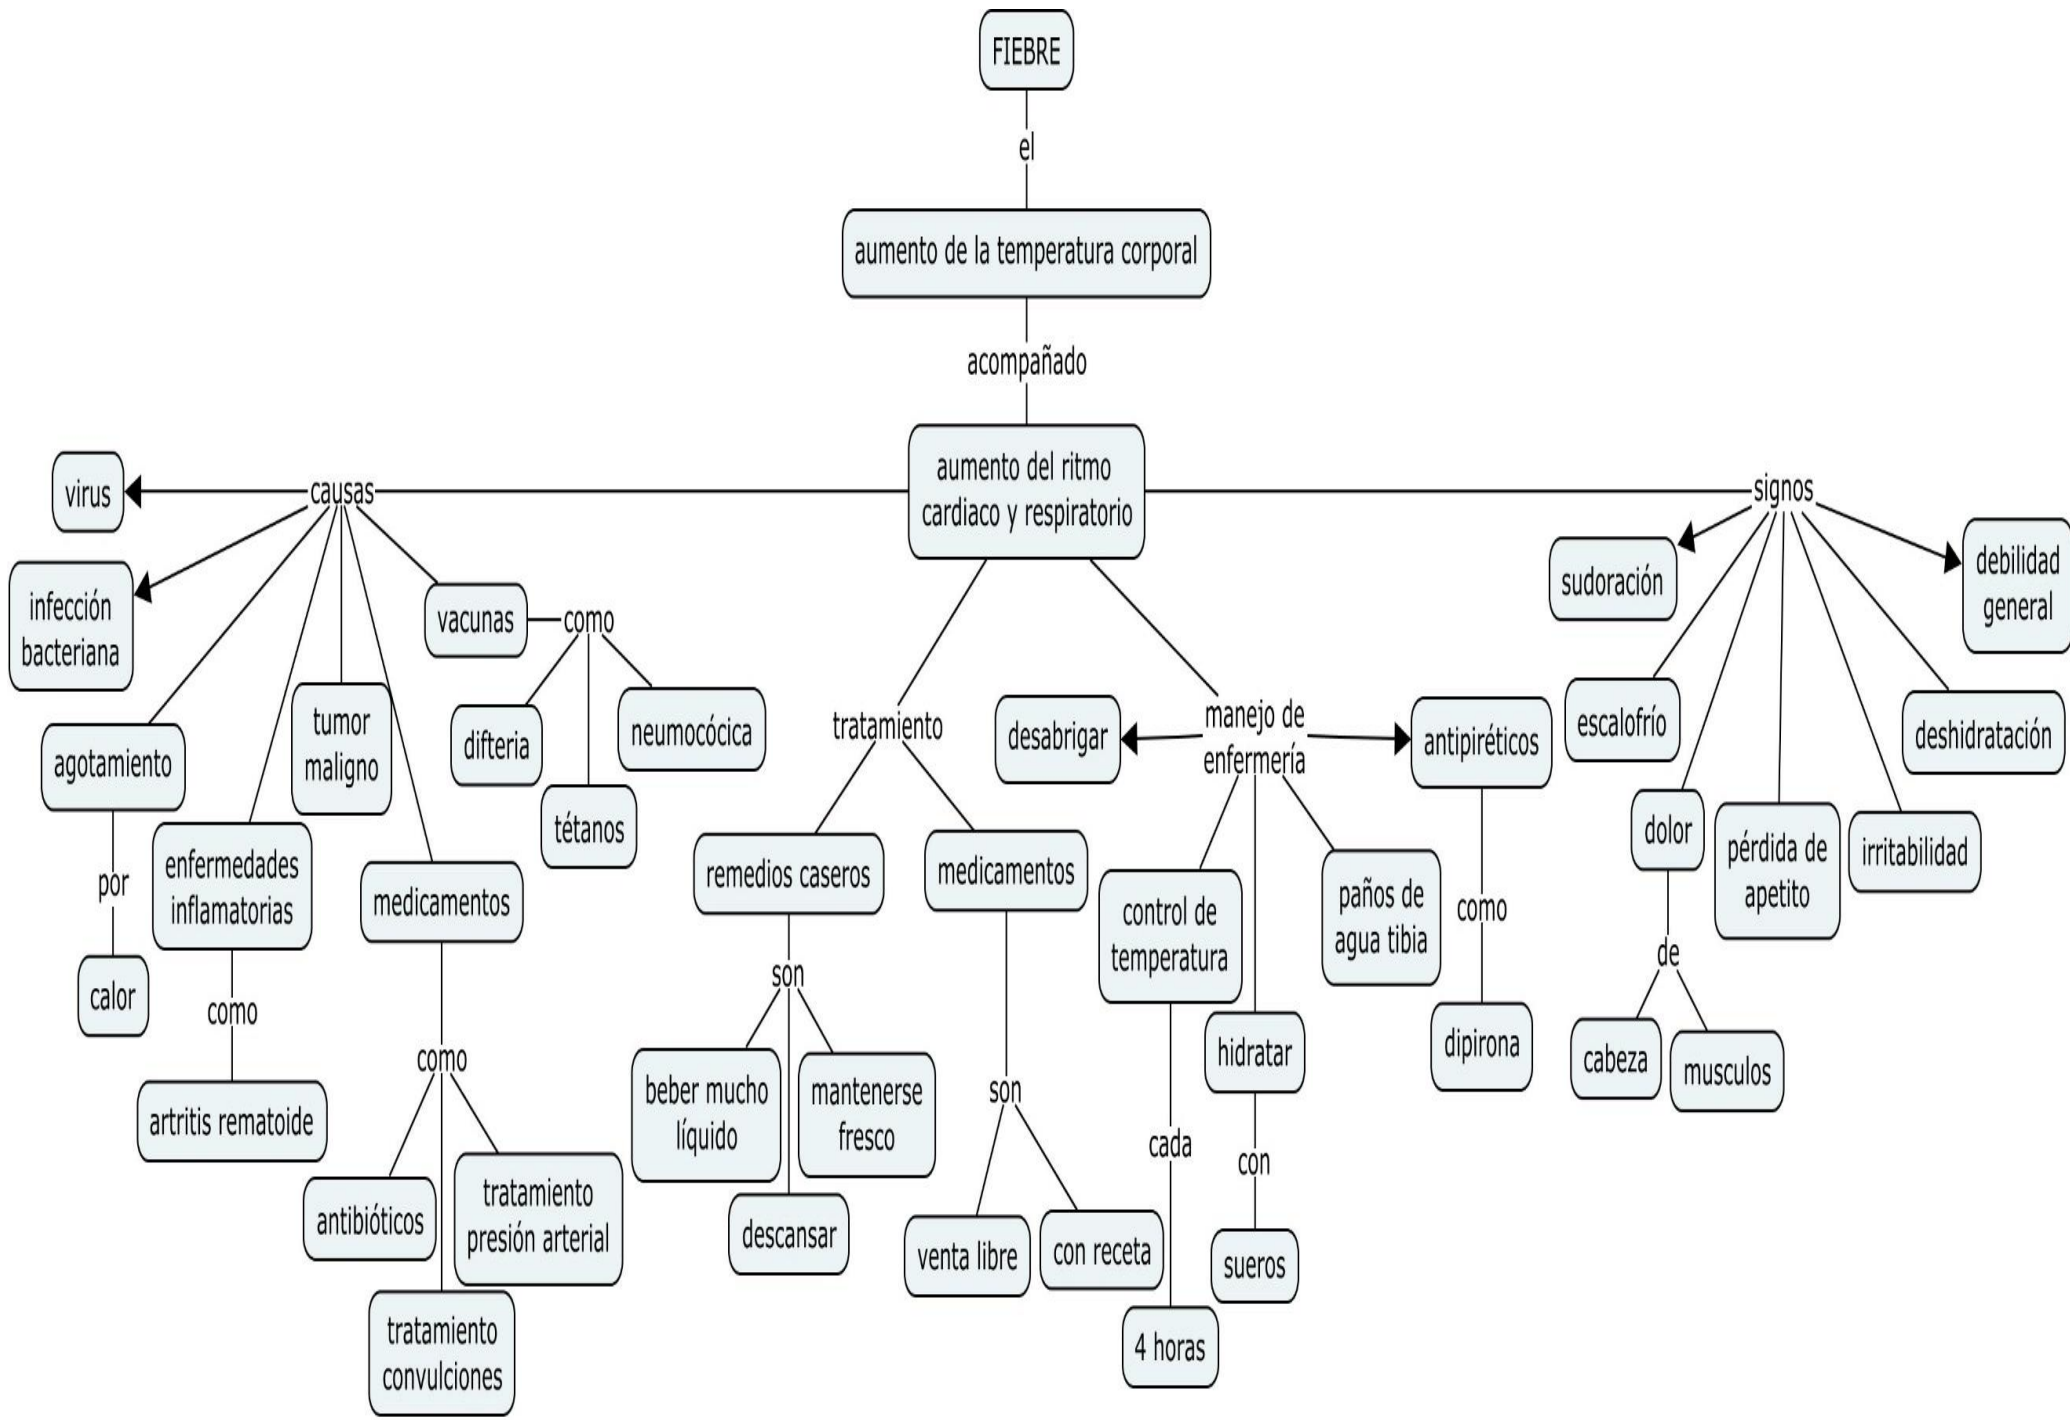 FIEBRE
el
aumento de la temperatura corporal
acompañado
aumento del ritmo
cardiaco y respiratorio
causas
virus
infección
bacteriana
agotamiento
por
calor
enfermedades
inflamatorias
como
artritis rematoide
tumor
maligno
medicamentos
como
antibióticos
tratamiento
convulciones
tratamiento
presión arterial
vacunas
como
difteria
tétanos
neumocócica
tratamiento
remedios caseros
son
beber mucho
líquido
descansar
mantenerse
fresco
medicamentos
son
venta libre
con receta
manejo de
enfermería
desabrigar
control de
temperatura
cada
4 horas
hidratar
con
sueros
paños de
agua tibia
antipiréticos
como
dipirona
signos
sudoración
escalofrío
dolor
de
cabeza
musculos
pérdida de
apetito
irritabilidad
deshidratación
debilidad
general